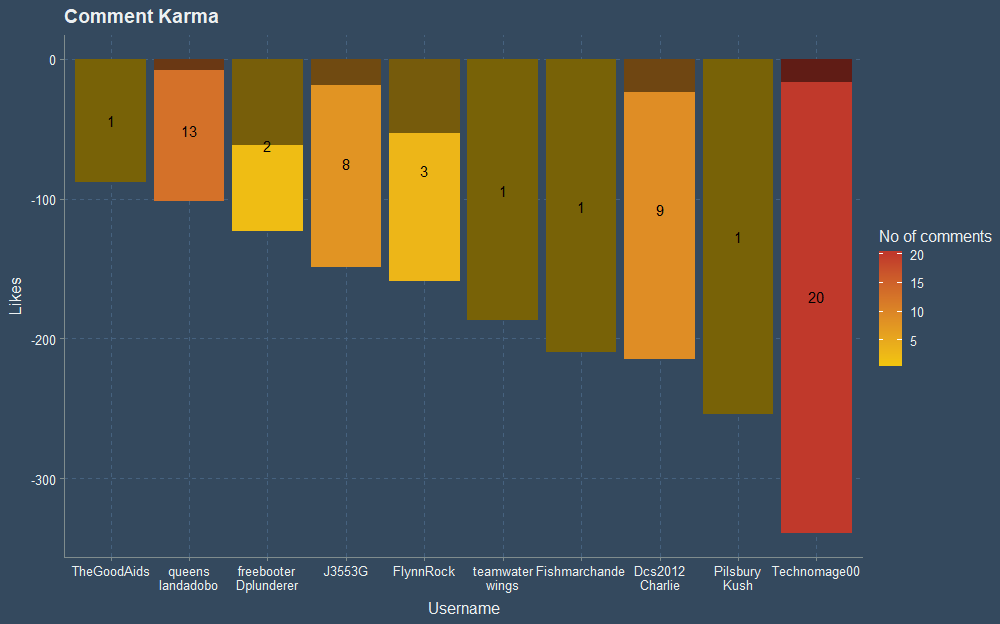 Comment Karma
Likes
0
-100
-200
-300
1
13
2
8
3
1
1
9
1
20
TheGoodAids
queens
landadobo
freebooter
Dplunderer
J3553G
FlynnRock
teamwater
wings
Fishmarchande
Dcs2012
Charlie
Pilsbury
Kush
Technomage00
Username
No of comments
20
15
10
5